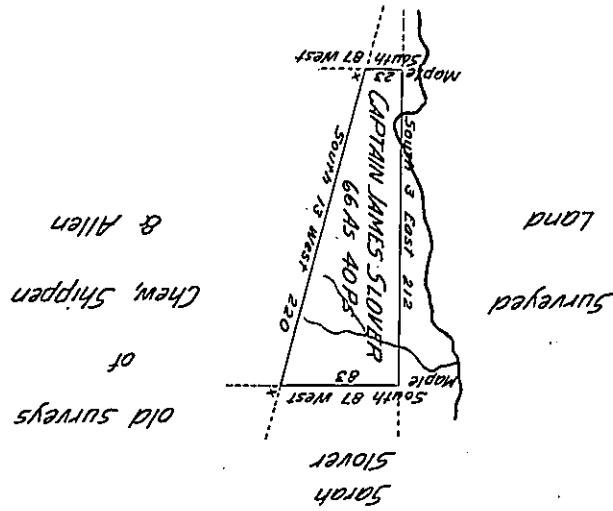 Sarah
Slover
South 87 West
83
Maple
X
old Surveys
of
Chew, Shippen
& Allen
Surveyed
Land
South 3 East 212
CAPTAIN JAMES SLOVER
66 As 40 Ps
South 13 West 220
Maple
23
South 87 West
X